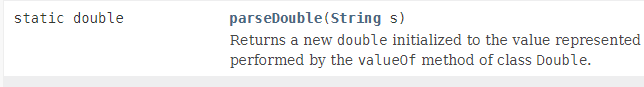 static double parseDouble(String s)
Returns a new double initialized to the value represented
performed by the valueOf method of class Double.